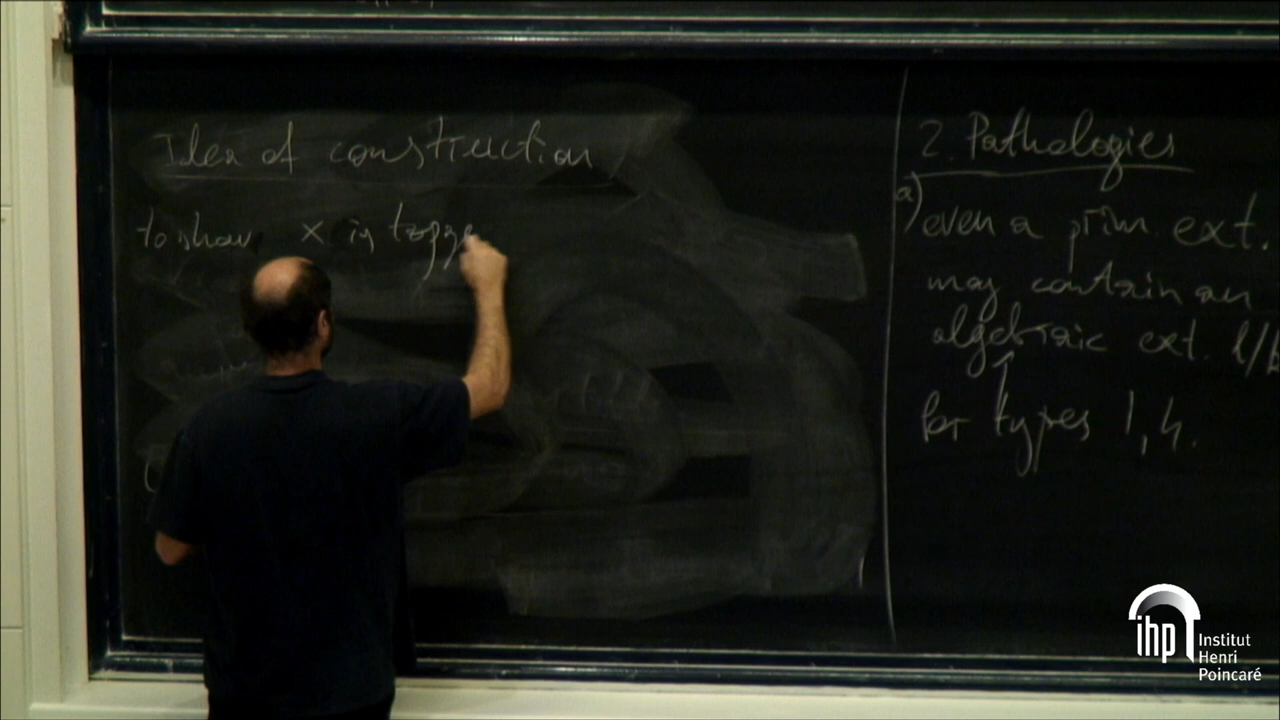 Idea of construction
to show x is
2. Pathologies
a) even a prim. ext.
may contain an
algebraic ext. l/k
for types 1, 4.
ihp Institut
Henri
Poincaré